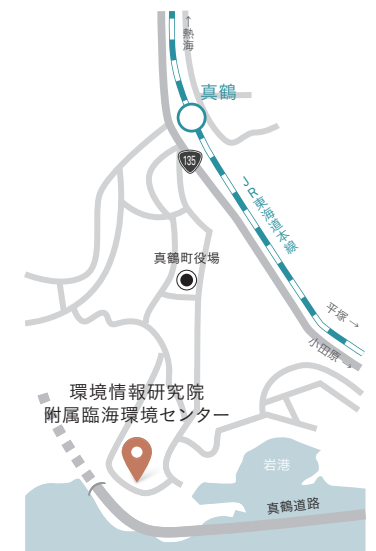 ←熱海
真鶴
135
JR東海道本線
真鶴町役場
平塚→
小田原→
環境情報研究院
附属臨海環境センター
岩港
真鶴道路